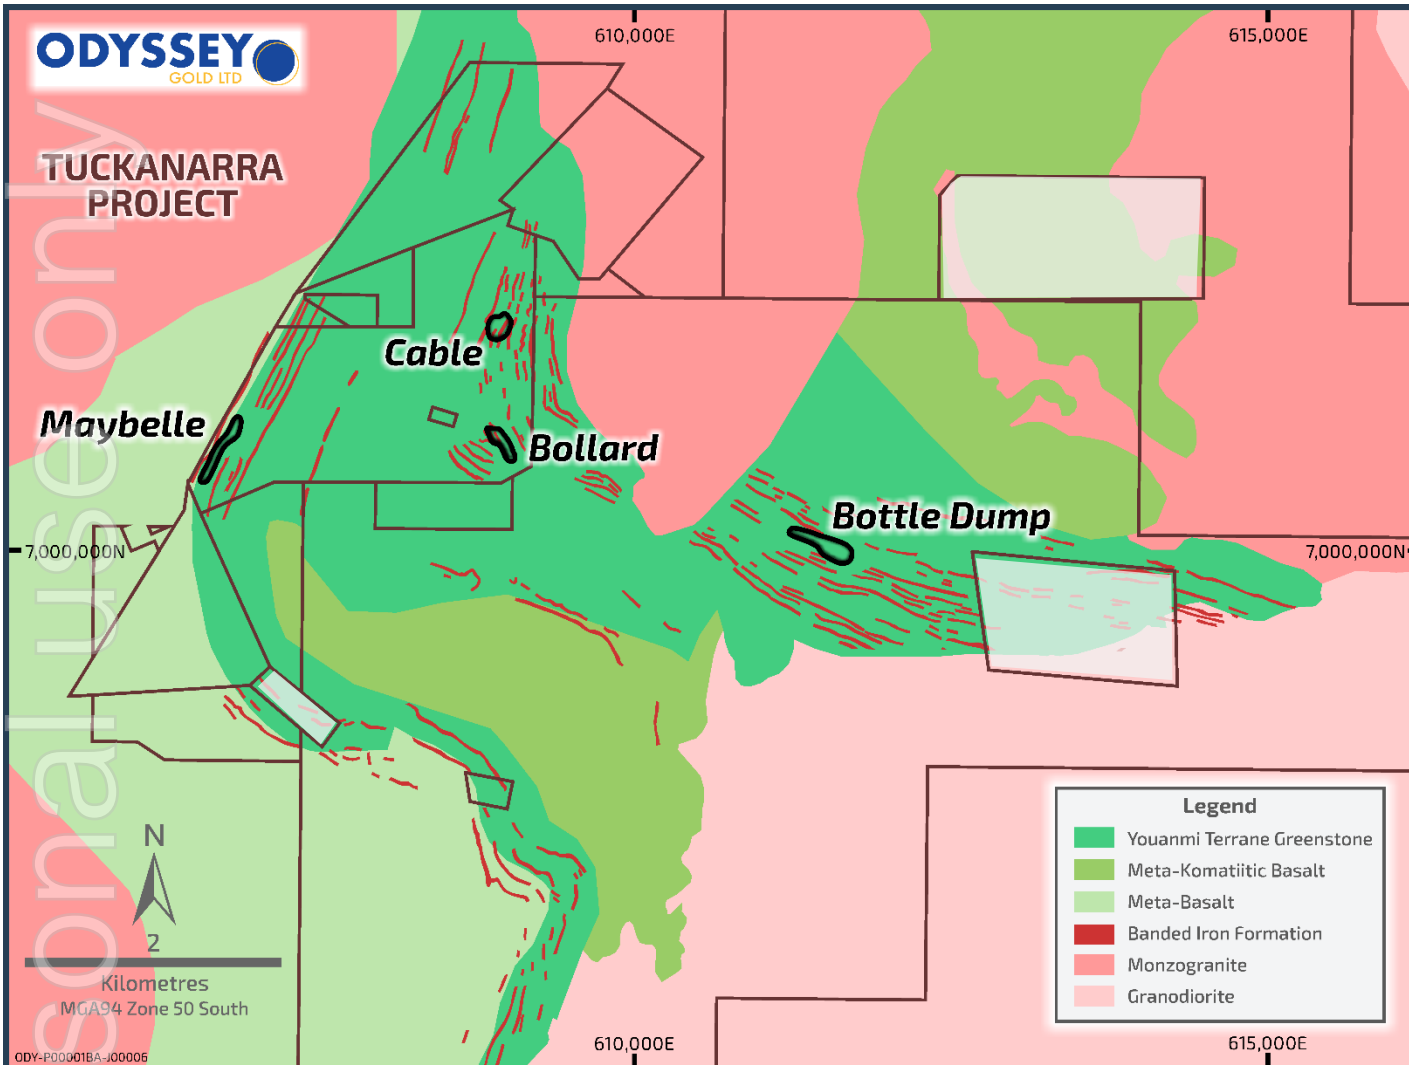 ODYSSEY
GOLD LTD
610,000E
615,000E
TUCKANARRA
PROJECT
Cable
Maybelle
Bollard
Bottle Dump
7,000,000N
7,000,000N
Legend
Youanmi Terrane Greenstone
Meta-Komatiitic Basalt
Meta-Basalt
Banded Iron Formation
Monzogranite
Granodiorite
N
2
Kilometres
MGA94 Zone 50 South
610,000E
615,000E
ODY-P00001BA-J00006
sonal use only